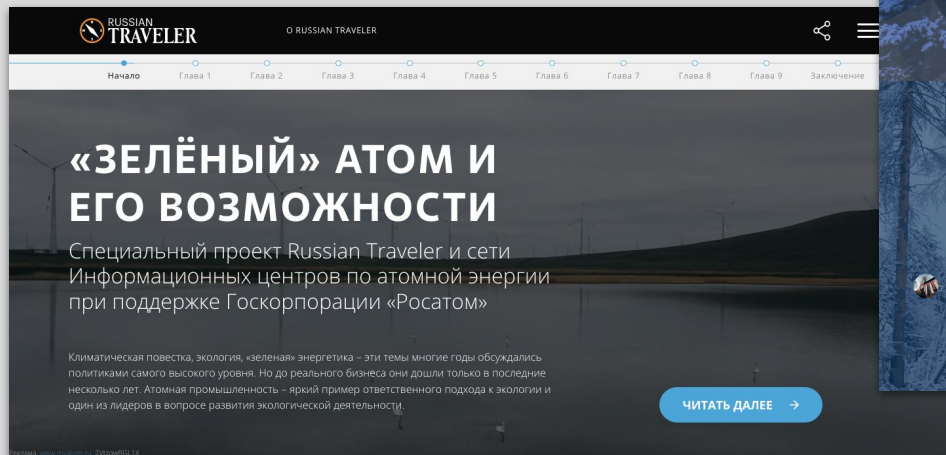 RUSSIAN
TRAVELER
О RUSSIAN TRAVELER
Начало Глава 1 Глава 2 Глава 3 Глава 4 Глава 5 Глава 6 Глава 7 Глава 8 Глава 9 Заключение
«ЗЕЛЁНЫЙ» АТОМ И
ЕГО ВОЗМОЖНОСТИ
Специальный проект Russian Traveler и сети
Информационных центров по атомной энергии
при поддержке Госкорпорации «Росатом»
Климатическая повестка, экология, «зеленая» энергетика – эти темы многие годы обсуждались
политиками самого высокого уровня. Но до реального бизнеса они дошли только в последние
несколько лет. Атомная промышленность – яркий пример ответственного подхода к экологии и
один из лидеров в вопросе развития экологической деятельности.
ЧИТАТЬ ДАЛЕЕ →
Реклама.